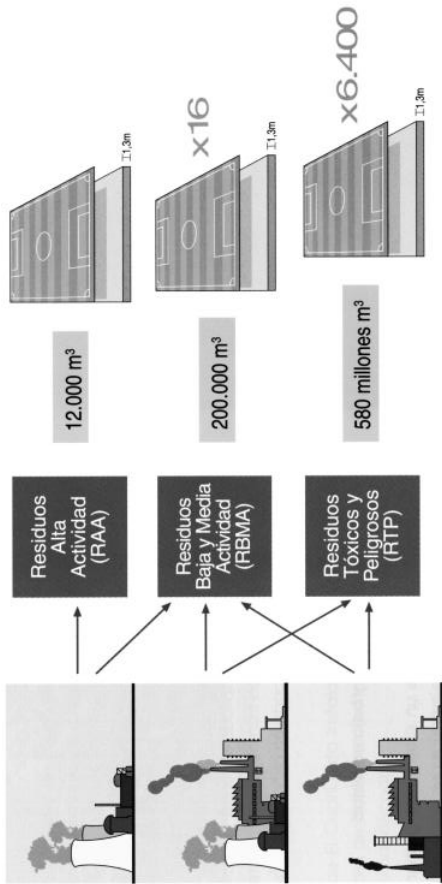 Residuos
Alta
Actividad
(RAA)
12.000 m³
1,3m
Residuos
Baja y Media
Actividad
(RBMA)
200.000 m³
x16
1,3m
Residuos
Tóxicos y
Peligrosos
(RTP)
580 millones m³
x6.400
1,3m